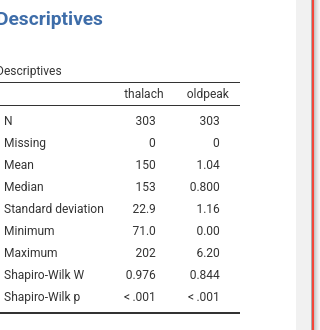 Descriptives
Descriptives
thalach oldpeak
N 303 303
Missing 0 0
Mean 150 1.04
Median 153 0.800
Standard deviation 22.9 1.16
Minimum 71.0 0.00
Maximum 202 6.20
Shapiro-Wilk W 0.976 0.844
Shapiro-Wilk p < .001 < .001